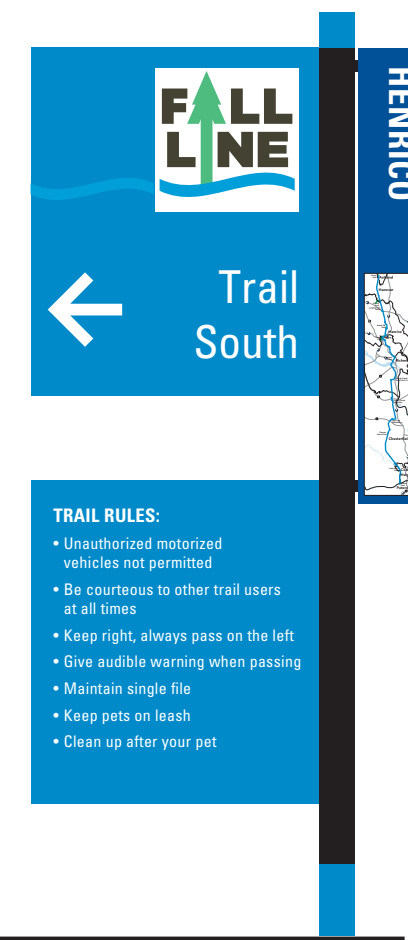 FALL
LINE
Trail
South
HENRICO
TRAIL RULES:
• Unauthorized motorized
vehicles not permitted
• Be courteous to other trail users
at all times
• Keep right, always pass on the left
• Give audible warning when passing
• Maintain single file
• Keep pets on leash
• Clean up after your pet